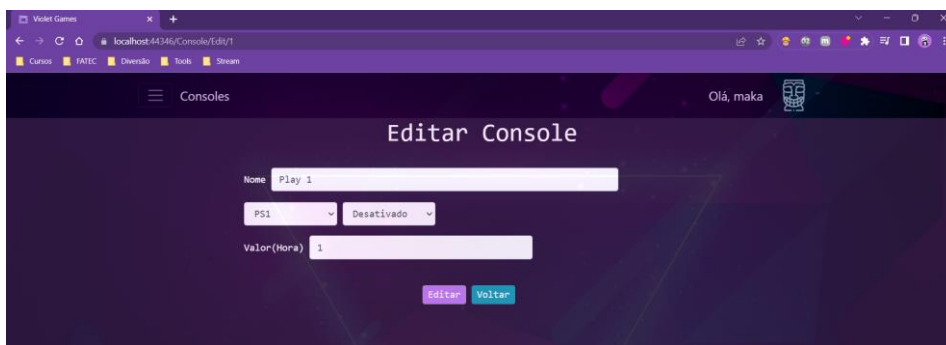 Violet Games
localhost:44346/Console/Edit/1
Cursos FATEC Diversão Tools Stream
Consoles Olá, maka
Editar Console
Nome Play 1
PS1 Desativado
Valor(Hora) 1
Editar Voltar